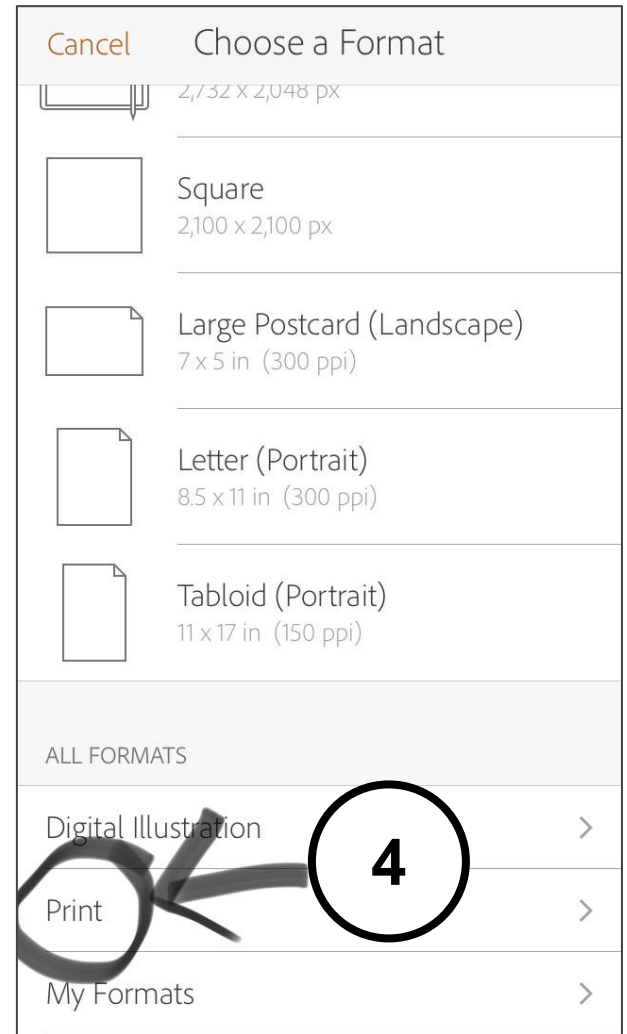 Cancel Choose a Format
2,732 x 2,048 px
Square
2,100 x 2,100 px
Large Postcard (Landscape)
7 x 5 in (300 ppi)
Letter (Portrait)
8.5 x 11 in (300 ppi)
Tabloid (Portrait)
11 x 17 in (150 ppi)
ALL FORMATS
Digital Illustration
4
Print
My Formats